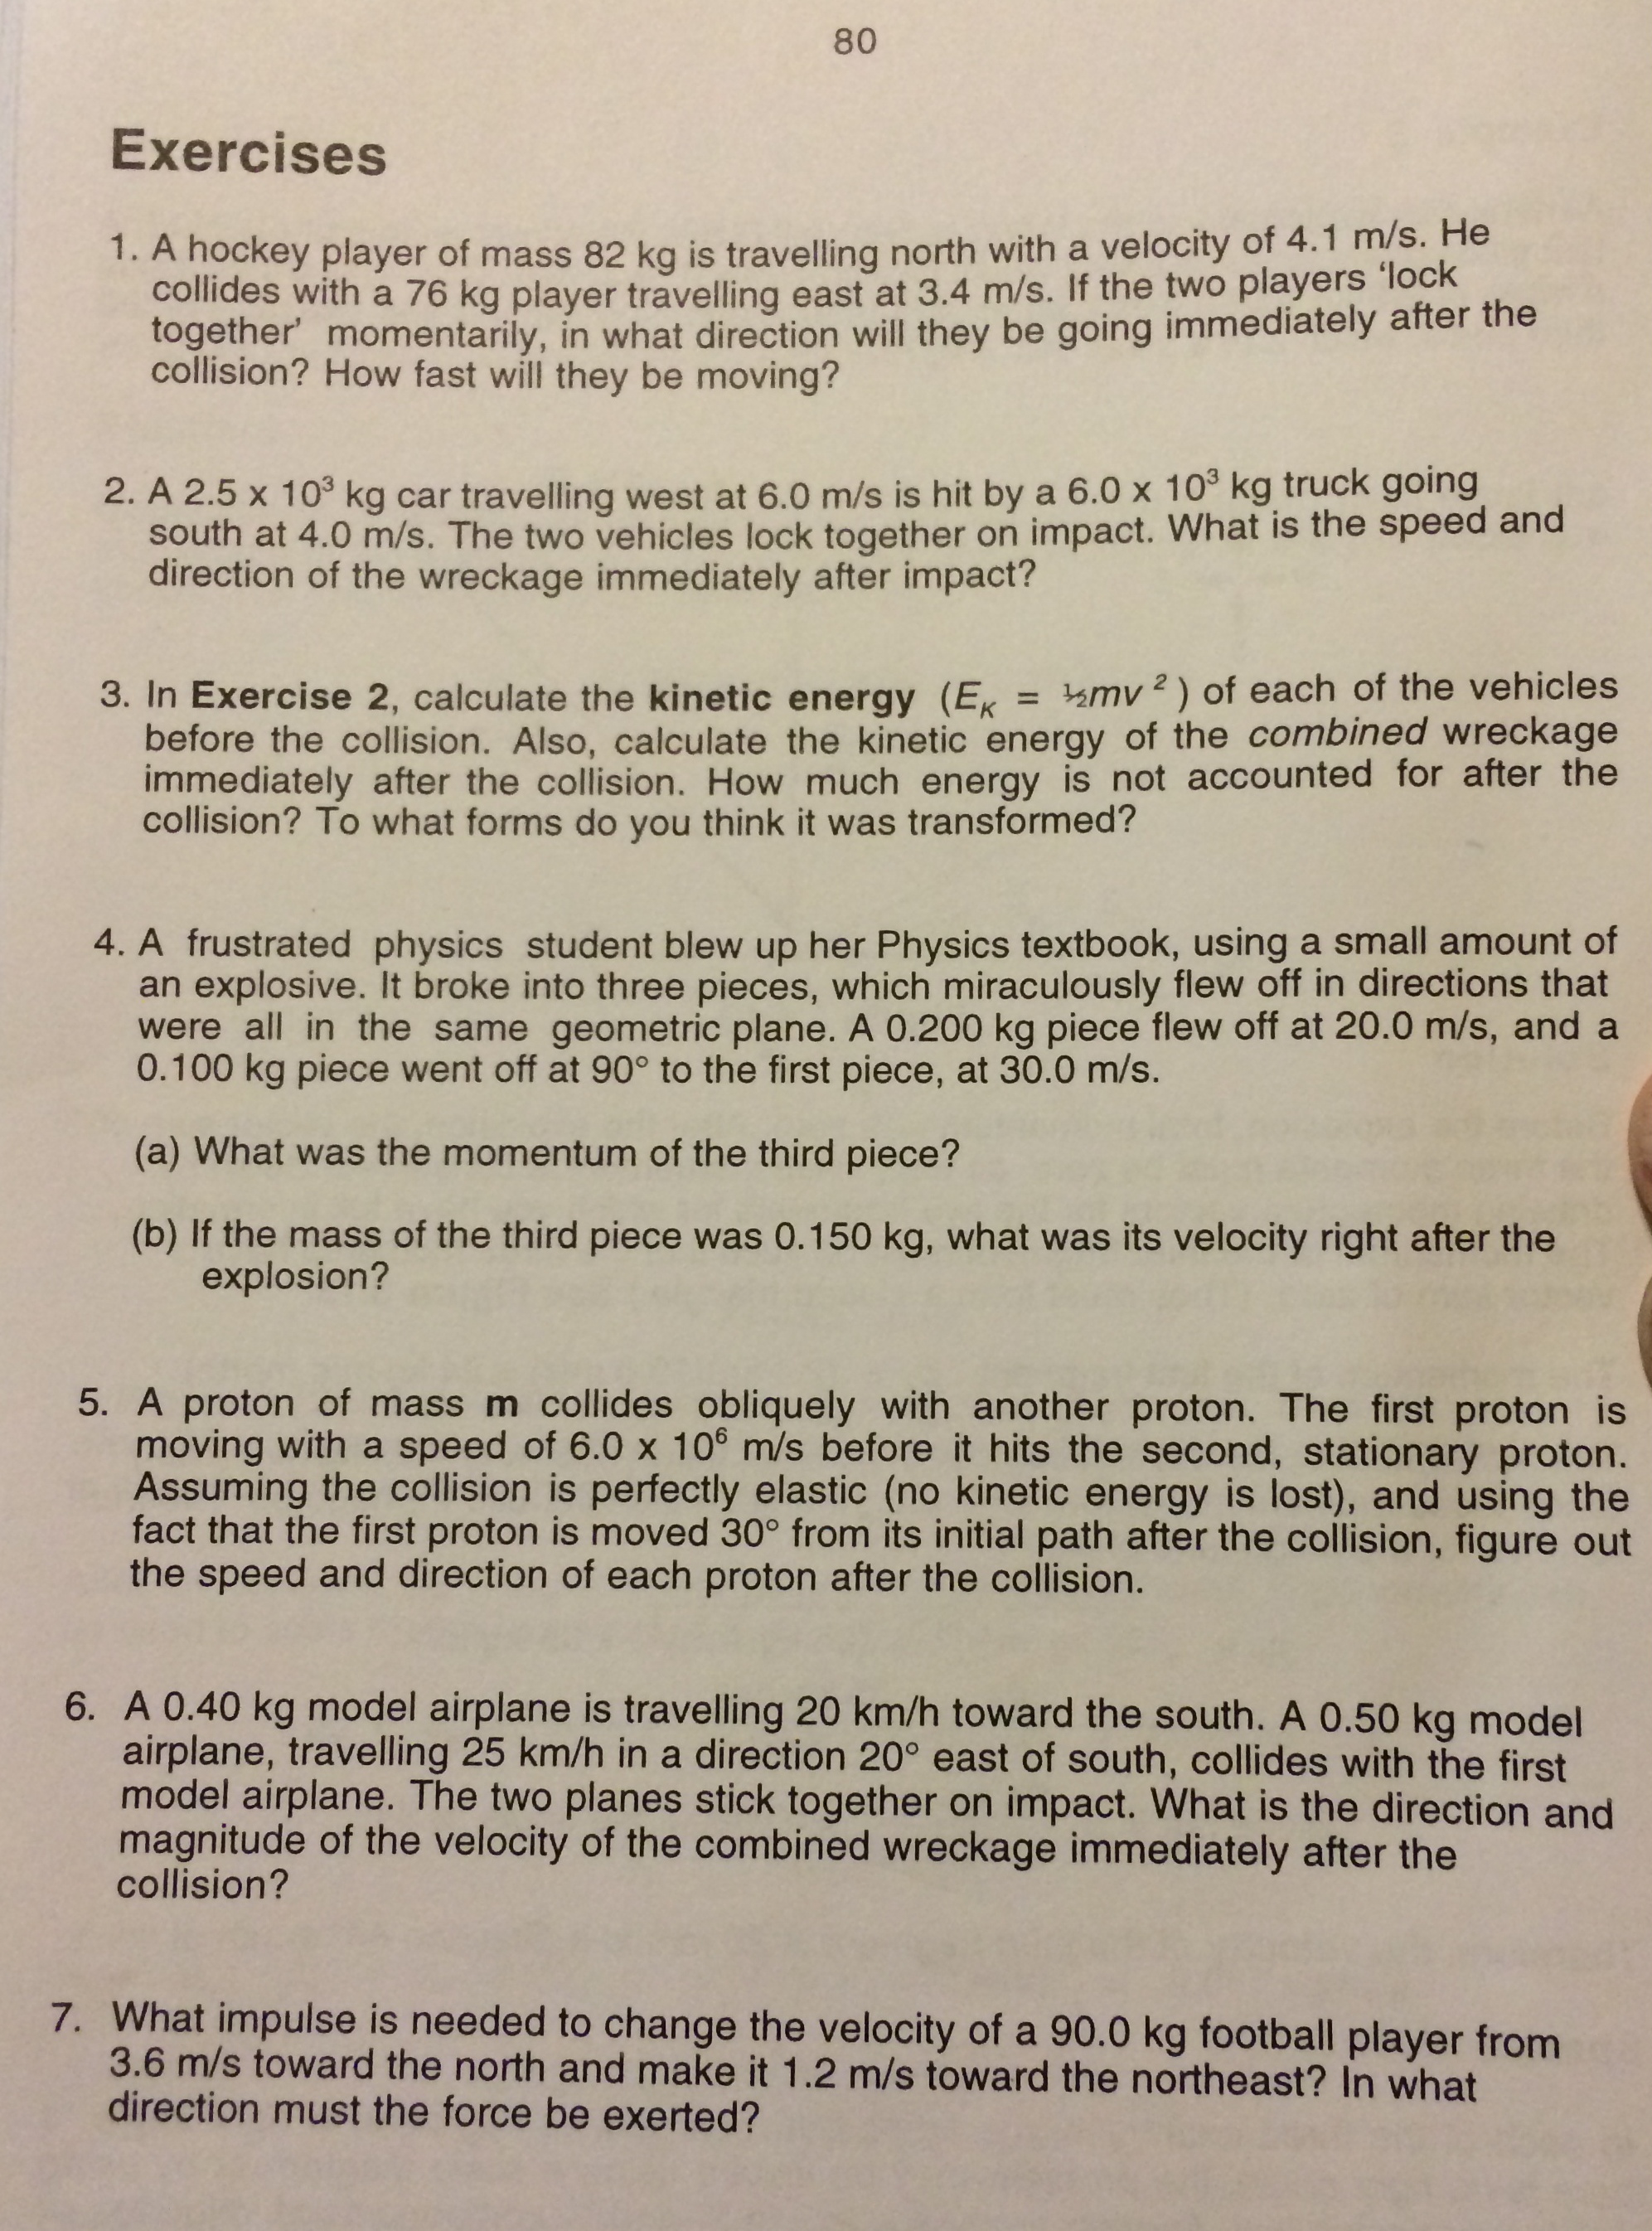 80
Exercises
1. A hockey player of mass 82 kg is travelling north with a velocity of 4.1 m/s. He
collides with a 76 kg player travelling east at 3.4 m/s. If the two players ‘lock
together’ momentarily, in what direction will they be going immediately after the
collision? How fast will they be moving?
2. A 2.5 x 10³ kg car travelling west at 6.0 m/s is hit by a 6.0 x 10³ kg truck going
south at 4.0 m/s. The two vehicles lock together on impact. What is the speed and
direction of the wreckage immediately after impact?
3. In Exercise 2, calculate the kinetic energy (Eₖ = ½mv²) of each of the vehicles
before the collision. Also, calculate the kinetic energy of the combined wreckage
immediately after the collision. How much energy is not accounted for after the
collision? To what forms do you think it was transformed?
4. A frustrated physics student blew up her Physics textbook, using a small amount of
an explosive. It broke into three pieces, which miraculously flew off in directions that
were all in the same geometric plane. A 0.200 kg piece flew off at 20.0 m/s, and a
0.100 kg piece went off at 90° to the first piece, at 30.0 m/s.
(a) What was the momentum of the third piece?
(b) If the mass of the third piece was 0.150 kg, what was its velocity right after the
explosion?
5. A proton of mass m collides obliquely with another proton. The first proton is
moving with a speed of 6.0 x 10⁶ m/s before it hits the second, stationary proton.
Assuming the collision is perfectly elastic (no kinetic energy is lost), and using the
fact that the first proton is moved 30° from its initial path after the collision, figure out
the speed and direction of each proton after the collision.
6. A 0.40 kg model airplane is travelling 20 km/h toward the south. A 0.50 kg model
airplane, travelling 25 km/h in a direction 20° east of south, collides with the first
model airplane. The two planes stick together on impact. What is the direction and
magnitude of the velocity of the combined wreckage immediately after the
collision?
7. What impulse is needed to change the velocity of a 90.0 kg football player from
3.6 m/s toward the north and make it 1.2 m/s toward the northeast? In what
direction must the force be exerted?